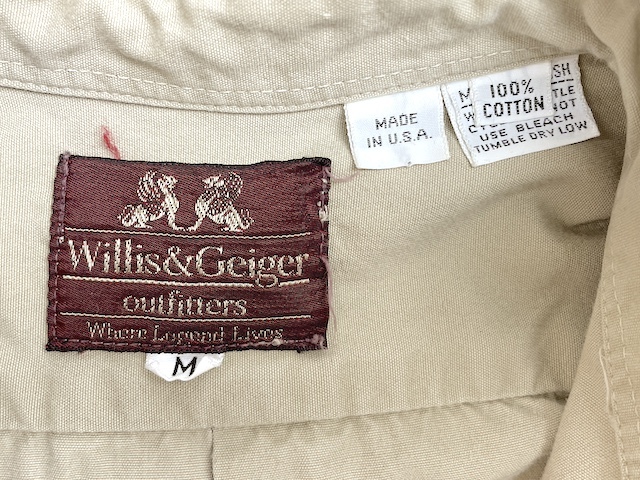 Willis&Geiger
outfitters
Where Legend Lives
M
MADE
IN U.S.A.
100%
COTTON
USE BLEACH
TUMBLE DRY LOW